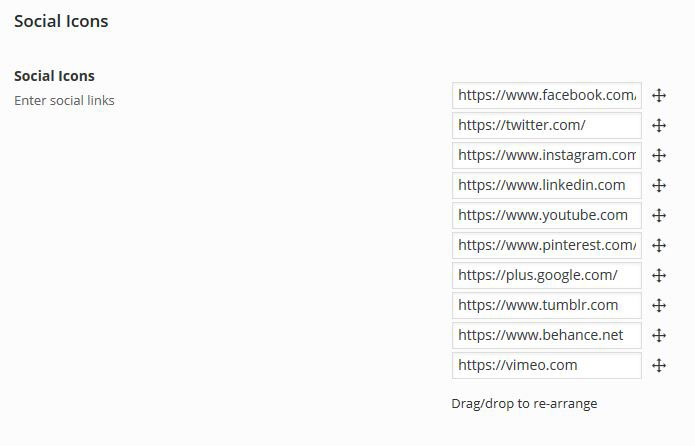 Social Icons
Social Icons
Enter social links
https://www.facebook.com/
https://twitter.com/
https://www.instagram.com
https://www.linkedin.com
https://www.youtube.com
https://www.pinterest.com/
https://plus.google.com/
https://www.tumblr.com
https://www.behance.net
https://vimeo.com
Drag/drop to re-arrange